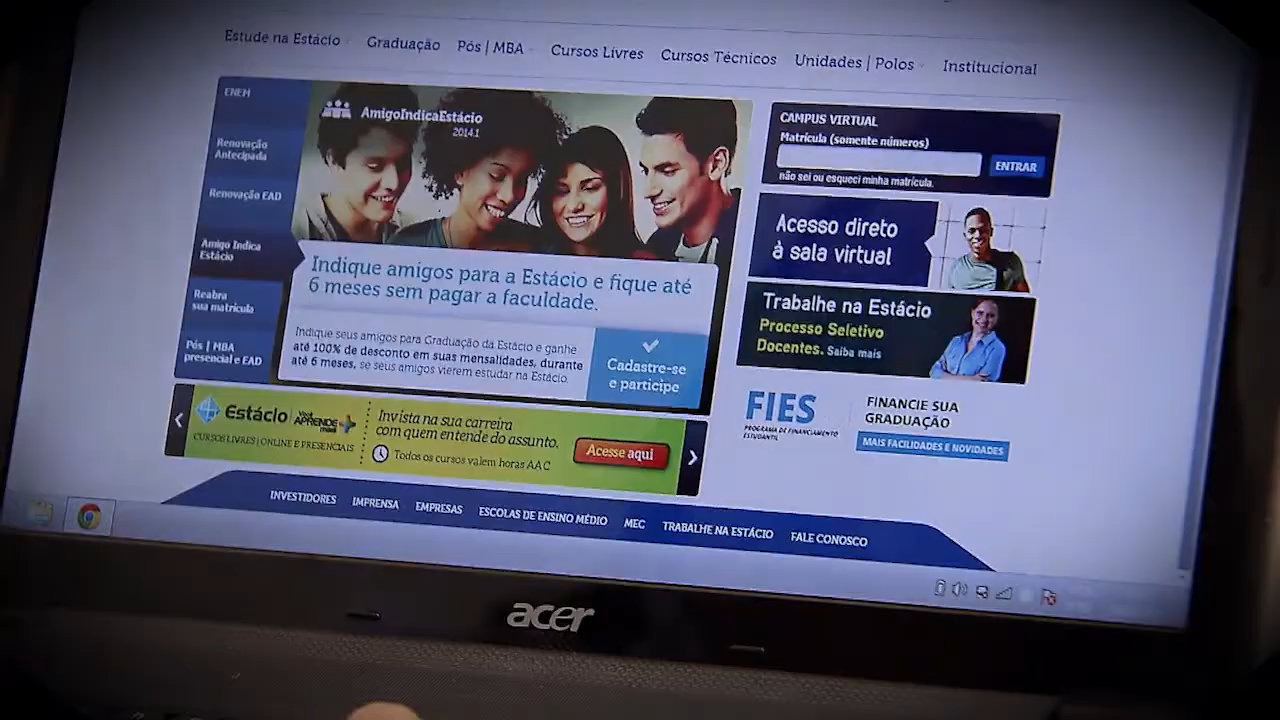 Estude na Estácio
Graduação
Pós | MBA
Cursos Livres
Cursos Técnicos
Unidades | Polos
Institucional
ENEM
Renovação
Antecipada
Renovação EAD
Amigo Indica
Estácio
Reabra
sua matrícula
Pós | MBA
presencial e EAD
AmigoIndicaEstácio
2014.1
Indique amigos para a Estácio e fique até
6 meses sem pagar a faculdade.
Indique seus amigos para Graduação da Estácio e ganhe
até 100% de desconto em suas mensalidades, durante
até 6 meses, se seus amigos vierem estudar na Estácio.
Cadastre-se
e participe
CAMPUS VIRTUAL
Matrícula (somente números)
ENTRAR
não sei ou esqueci minha matrícula.
Acesso direto
à sala virtual
Trabalhe na Estácio
Processo Seletivo
Docentes. Saiba mais
FIES
PROGRAMA DE FINANCIAMENTO
ESTUDANTIL
FINANCIE SUA
GRADUAÇÃO
MAIS FACILIDADES E NOVIDADES
Estácio
Você
APRENDE
mais
CURSOS LIVRES | ONLINE E PRESENCIAIS
Invista na sua carreira
com quem entende do assunto.
Todos os cursos valem horas AAC
Acesse aqui
INVESTIDORES
IMPRENSA
EMPRESAS
ESCOLAS DE ENSINO MÉDIO
MEC
TRABALHE NA ESTÁCIO
FALE CONOSCO
acer